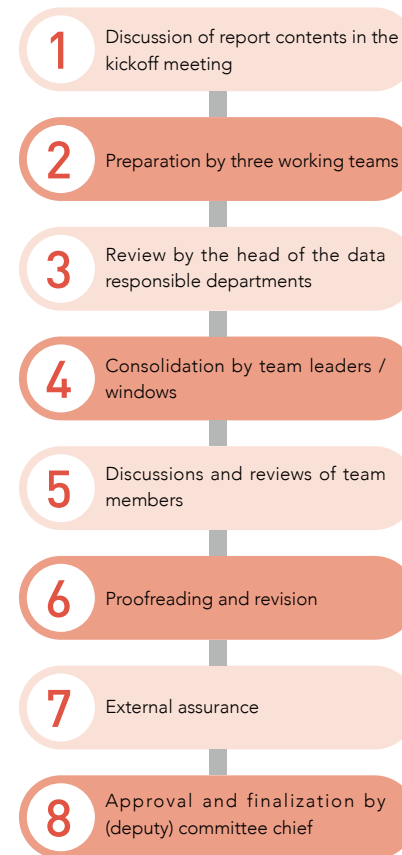 1
Discussion of report contents in the
kickoff meeting
2
Preparation by three working teams
3
Review by the head of the data
responsible departments
4
Consolidation by team leaders /
windows
5
Discussions and reviews of team
members
6
Proofreading and revision
7
External assurance
8
Approval and finalization by
(deputy) committee chief